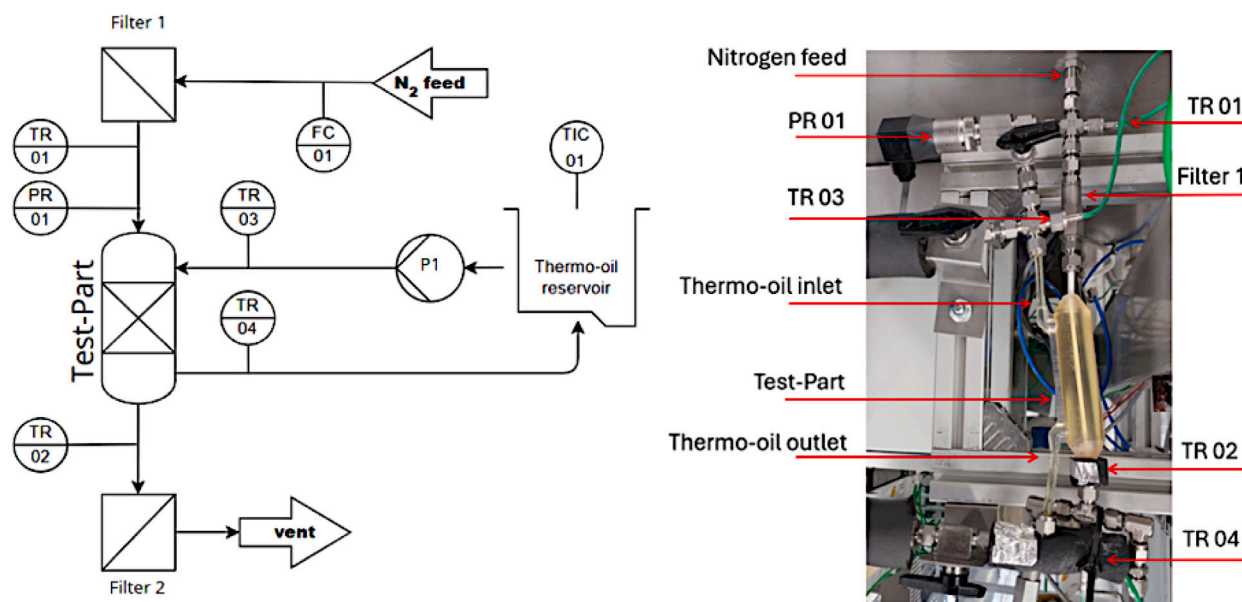 Filter 1
N₂ feed
FC
01
TR
01
PR
01
TR
03
TIC
01
P1
Thermo-oil
reservoir
Test-Part
TR
04
TR
02
vent
Filter 2
Nitrogen feed
TR 01
PR 01
Filter 1
TR 03
Thermo-oil inlet
Test-Part
Thermo-oil outlet
TR 02
TR 04